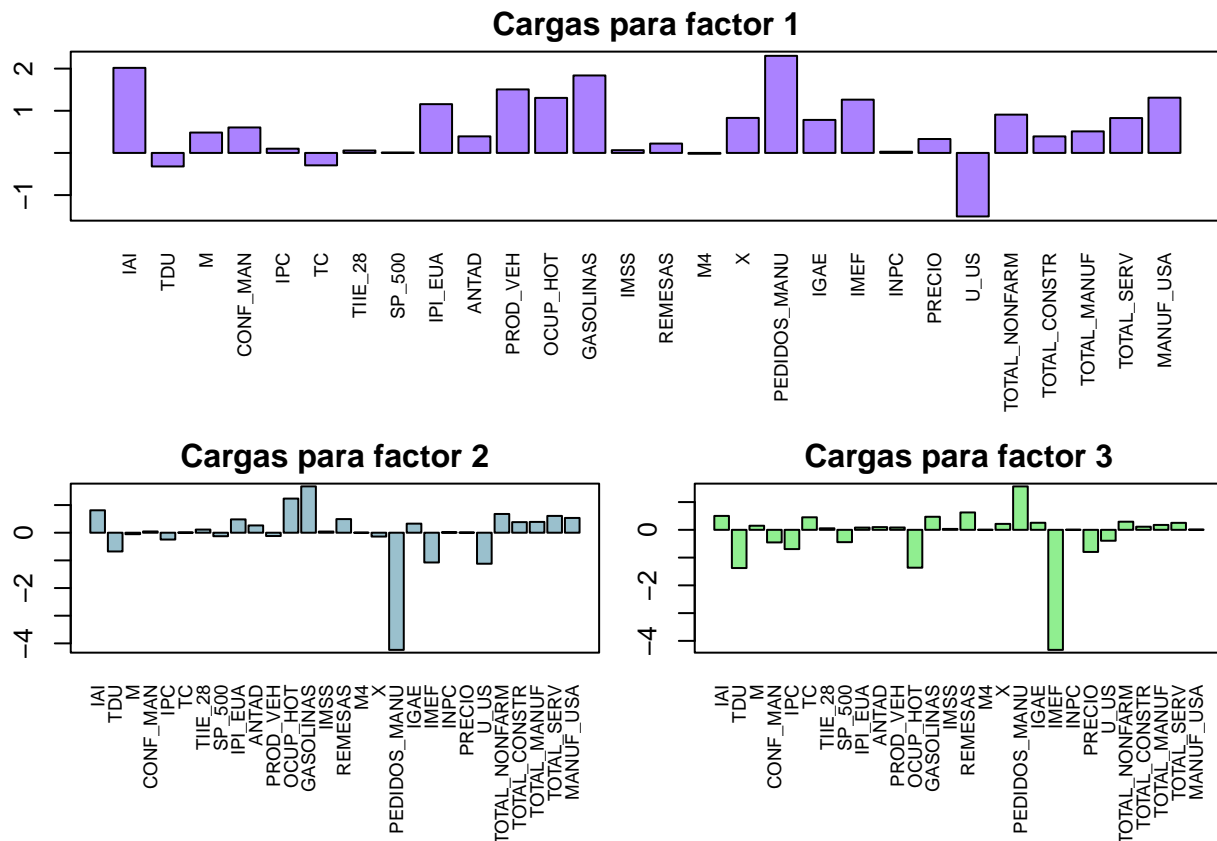 Cargas para factor 1
2
1
−1
IAI
TDU
M
CONF_MAN
IPC
TC
TIIE_28
SP_500
IPI_EUA
ANTAD
PROD_VEH
OCUP_HOT
GASOLINAS
IMSS
REMESAS
M4
X
PEDIDOS_MANU
IGAE
IMEF
INPC
PRECIO
U_US
TOTAL_NONFARM
TOTAL_CONSTR
TOTAL_MANUF
TOTAL_SERV
MANUF_USA
Cargas para factor 2
0
−2
−4
IAI
TDU
M
CONF_MAN
IPC
TC
TIIE_28
SP_500
IPI_EUA
ANTAD
PROD_VEH
OCUP_HOT
GASOLINAS
IMSS
REMESAS
M4
X
PEDIDOS_MANU
IGAE
IMEF
INPC
PRECIO
U_US
TOTAL_NONFARM
TOTAL_CONSTR
TOTAL_MANUF
TOTAL_SERV
MANUF_USA
Cargas para factor 3
0
−2
−4
IAI
TDU
M
CONF_MAN
IPC
TC
TIIE_28
SP_500
IPI_EUA
ANTAD
PROD_VEH
OCUP_HOT
GASOLINAS
IMSS
REMESAS
M4
X
PEDIDOS_MANU
IGAE
IMEF
INPC
PRECIO
U_US
TOTAL_NONFARM
TOTAL_CONSTR
TOTAL_MANUF
TOTAL_SERV
MANUF_USA